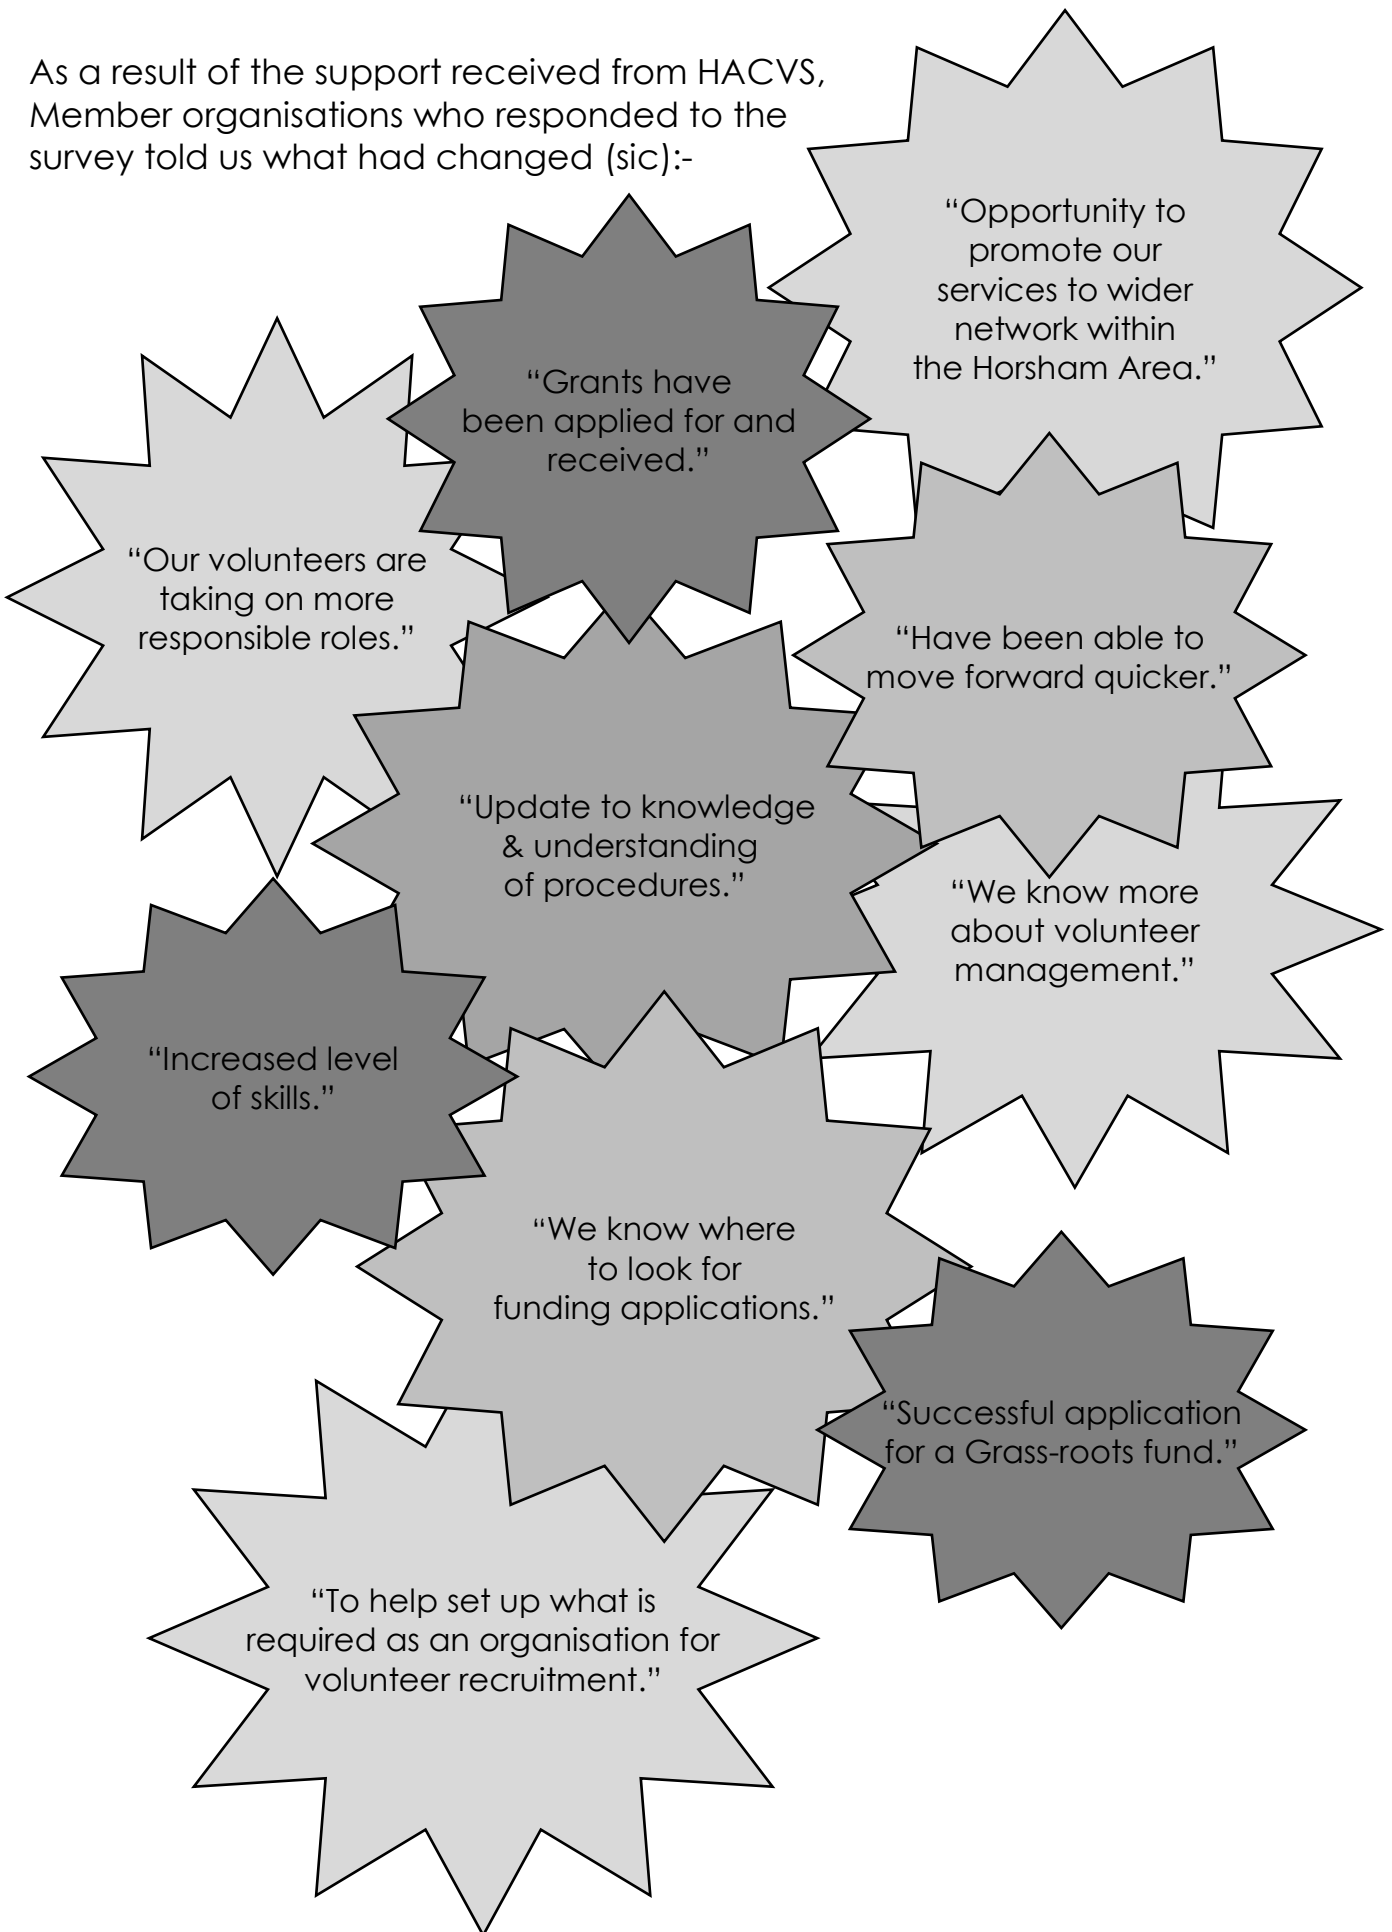 As a result of the support received from HACVS,
Member organisations who responded to the
survey told us what had changed (sic):-
“Opportunity to
promote our
services to wider
network within
the Horsham Area.”
“Grants have
been applied for and
received.”
“Our volunteers are
taking on more
responsible roles.”
“Have been able to
move forward quicker.”
“Update to knowledge
& understanding
of procedures.”
“We know more
about volunteer
management.”
“Increased level
of skills.”
“We know where
to look for
funding applications.”
“Successful application
for a Grass-roots fund.”
“To help set up what is
required as an organisation for
volunteer recruitment.”